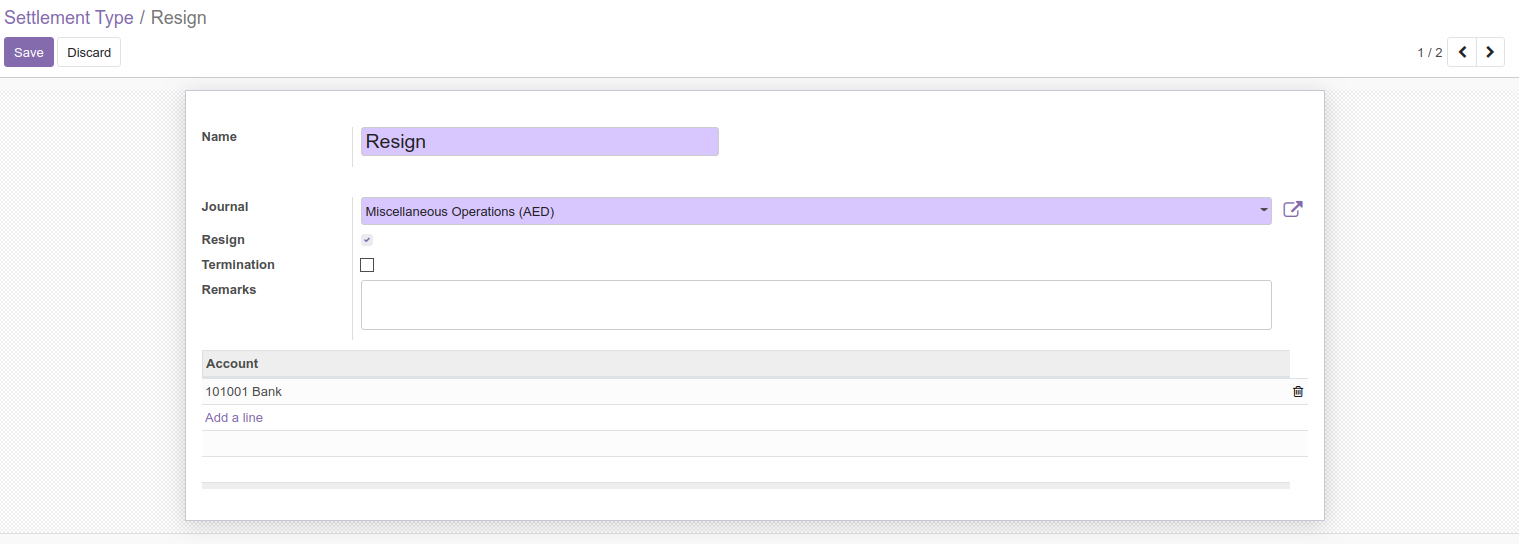 Settlement Type / Resign
Save Discard 1 / 2
Name Resign
Journal Miscellaneous Operations (AED)
Resign
Termination
Remarks
Account
101001 Bank
Add a line